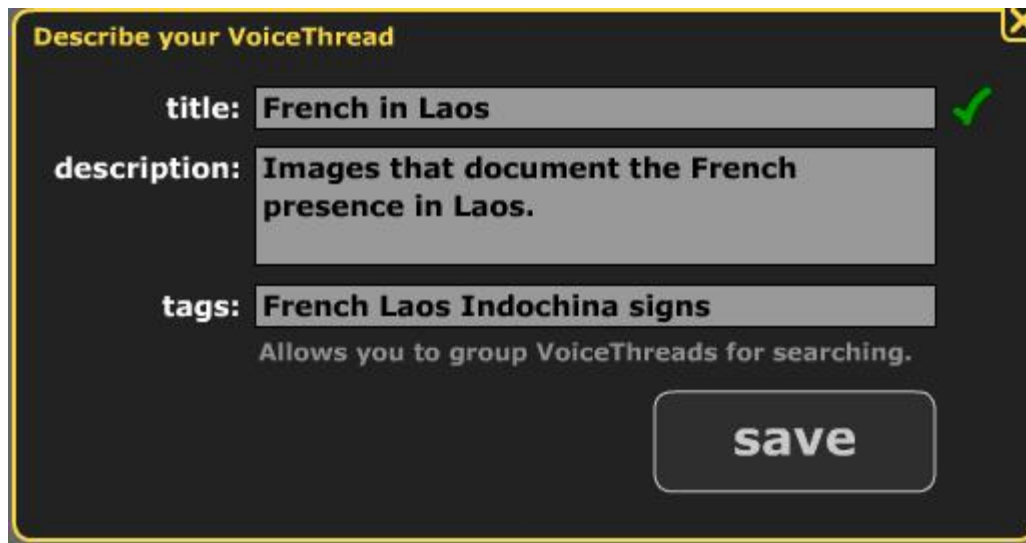 Describe your VoiceThread
title: French in Laos
description: Images that document the French
presence in Laos.
tags: French Laos Indochina signs
Allows you to group VoiceThreads for searching.
save